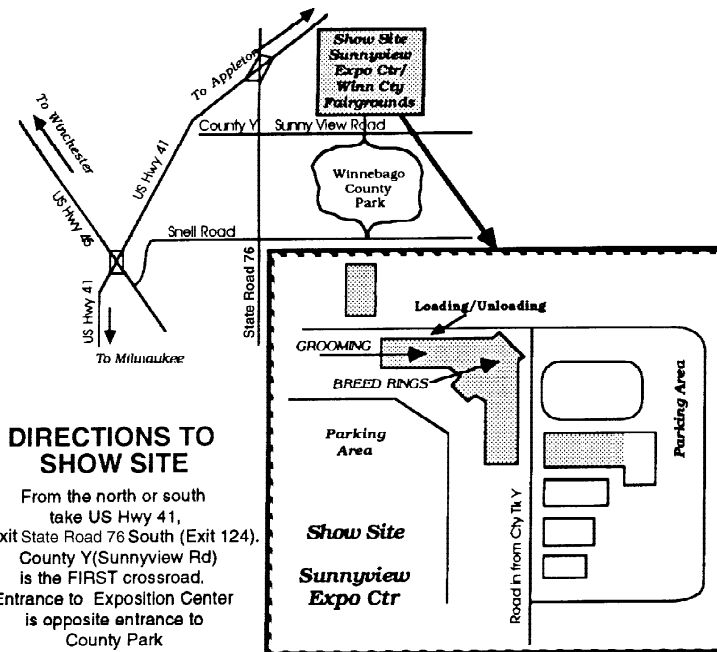 Show Site
Sunnyview
Expo Ctr/
Winn Cty
Fairgrounds
To Appleton
To Winchester
County Y
Sunny View Road
US Hwy 41
Winnebago
County
Park
US Hwy 45
Snell Road
State Road 76
US Hwy 41
To Milwaukee
Loading/Unloading
GROOMING
BREED RINGS
Parking
Area
Parking Area
Road in from Cty Tk Y
Show Site
Sunnyview
Expo Ctr
DIRECTIONS TO
SHOW SITE
From the north or south
take US Hwy 41,
xit State Road 76 South (Exit 124).
County Y(Sunnyview Rd)
is the FIRST crossroad.
Entrance to Exposition Center
is opposite entrance to
County Park